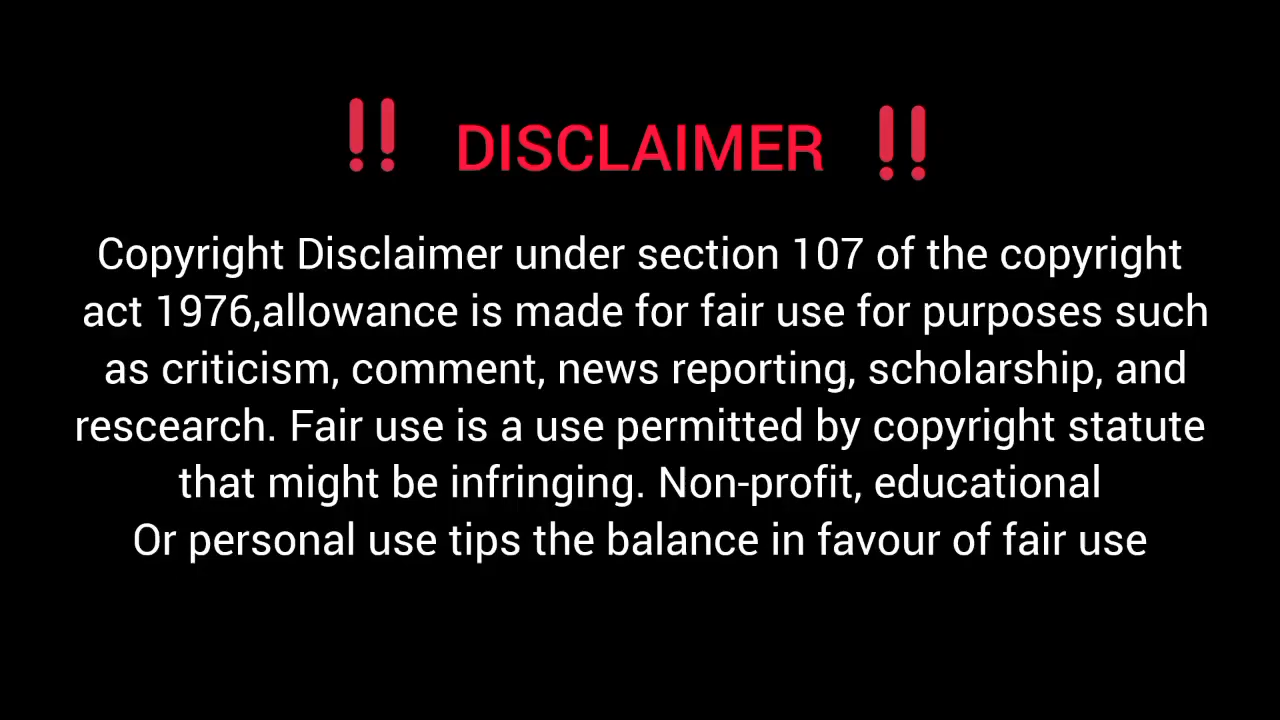 ‼ DISCLAIMER ‼
Copyright Disclaimer under section 107 of the copyright
act 1976,allowance is made for fair use for purposes such
as criticism, comment, news reporting, scholarship, and
rescearch. Fair use is a use permitted by copyright statute
that might be infringing. Non-profit, educational
Or personal use tips the balance in favour of fair use